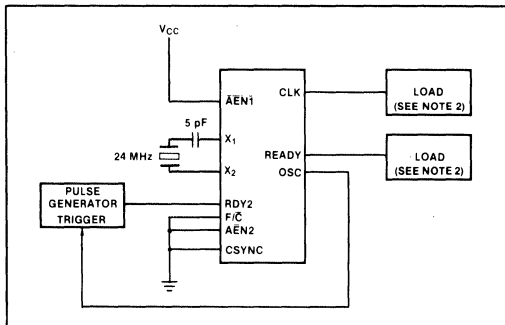 VCC
AEN1
5 pF
X1
24 MHz
X2
CLK
LOAD
(SEE NOTE 2)
READY
LOAD
(SEE NOTE 2)
OSC
PULSE
GENERATOR
TRIGGER
RDY2
F/C̅
A̅E̅N̅2
CSYNC